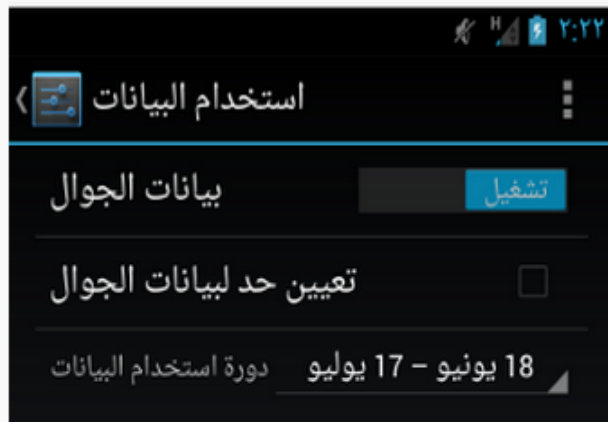 ٢:٢٢ H
استخدام البيانات
بيانات الجوال تشغيل
تعيين حد لبيانات الجوال
دورة استخدام البيانات 18 يونيو – 17 يوليو